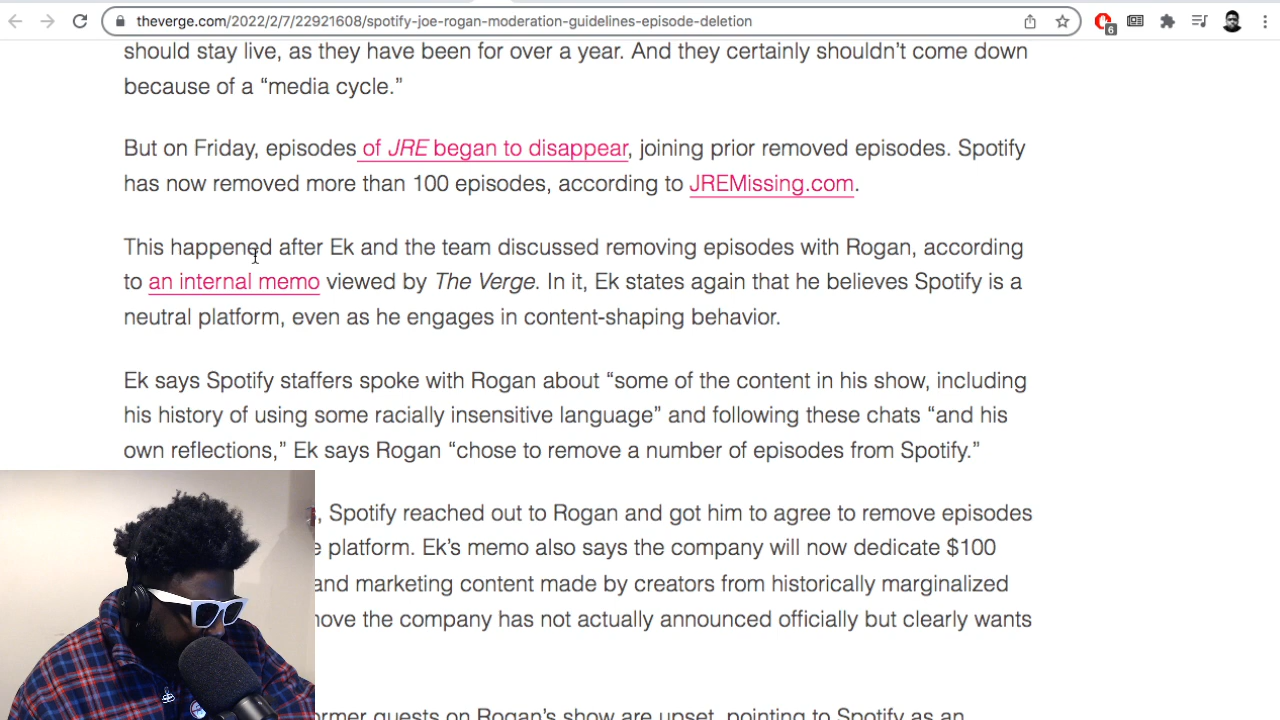 theverge.com/2022/2/7/22921608/spotify-joe-rogan-moderation-guidelines-episode-deletion
6
should stay live, as they have been for over a year. And they certainly shouldn’t come down
because of a “media cycle.”
But on Friday, episodes of JRE began to disappear, joining prior removed episodes. Spotify
has now removed more than 100 episodes, according to JREMissing.com.
This happened after Ek and the team discussed removing episodes with Rogan, according
to an internal memo viewed by The Verge. In it, Ek states again that he believes Spotify is a
neutral platform, even as he engages in content-shaping behavior.
Ek says Spotify staffers spoke with Rogan about “some of the content in his show, including
his history of using some racially insensitive language” and following these chats “and his
own reflections,” Ek says Rogan “chose to remove a number of episodes from Spotify.”
, Spotify reached out to Rogan and got him to agree to remove episodes
platform. Ek’s memo also says the company will now dedicate $100
and marketing content made by creators from historically marginalized
the company has not actually announced officially but clearly wants
guests on Rogan’s show are upset, pointing to Spotify as an